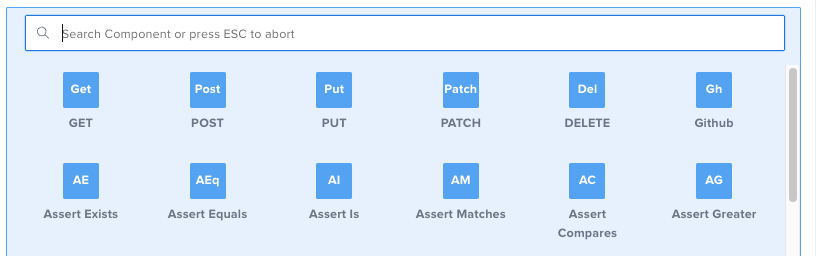 Search Component or press ESC to abort
Get Post Put Patch Del Gh
GET POST PUT PATCH DELETE Github
AE AEq AI AM AC AG
Assert Exists Assert Equals Assert Is Assert Matches Assert Assert Greater
Compares